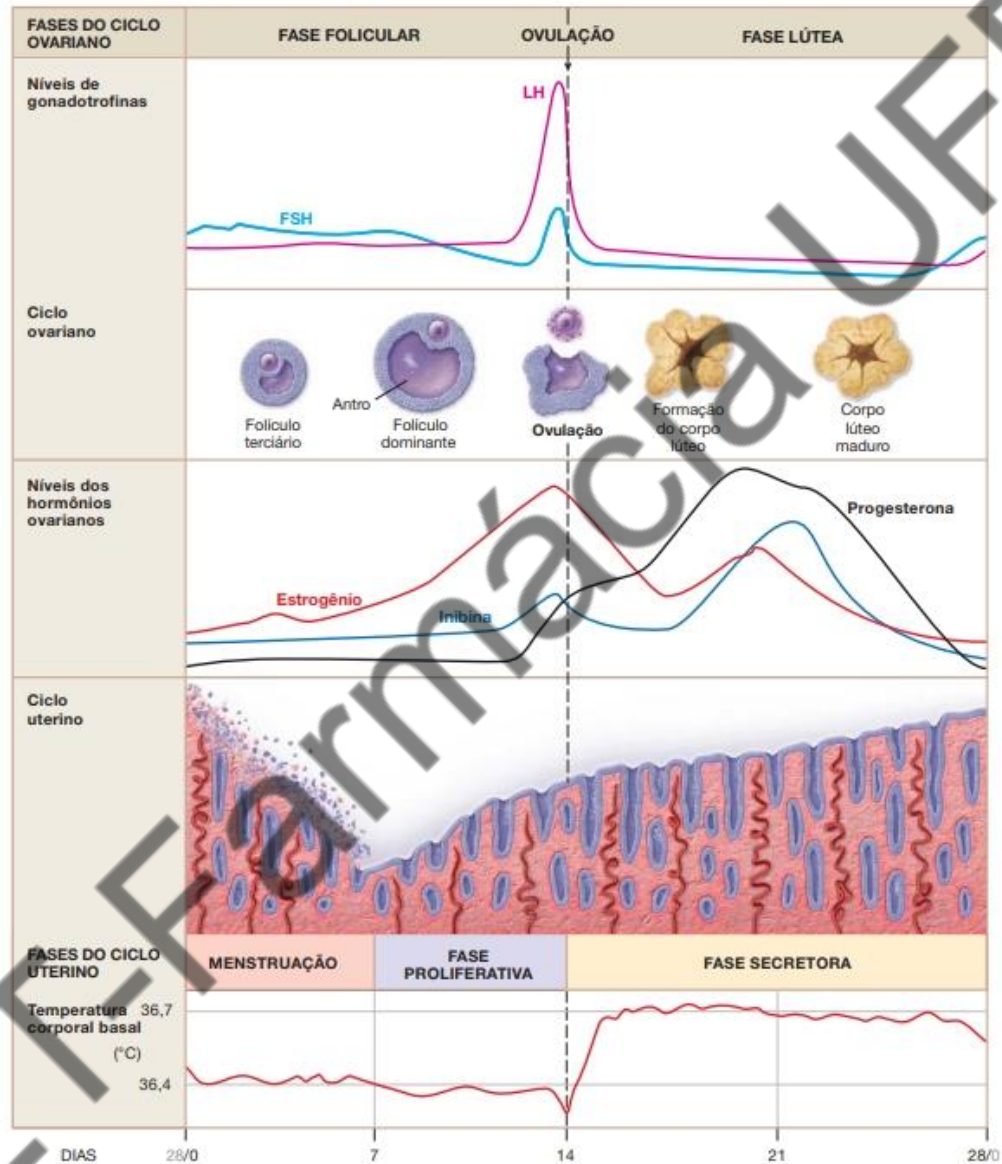 FASES DO CICLO
OVARIANO
FASE FOLICULAR
OVULAÇÃO
FASE LÚTEA
Níveis de
gonadotrofinas
LH
FSH
Ciclo
ovariano
Antro
Folículo
terciário
Folículo
dominante
Ovulação
Formação
do corpo
lúteo
Corpo
lúteo
maduro
Níveis dos
hormônios
ovarianos
Progesterona
Estrogênio
Inibina
Ciclo
uterino
FASES DO CICLO
UTERINO
MENSTRUAÇÃO
FASE
PROLIFERATIVA
FASE SECRETORA
Temperatura
corporal basal
(°C)
36,7
36,4
DIAS
28/0
7
14
21
28/0
T-Farmácia UF